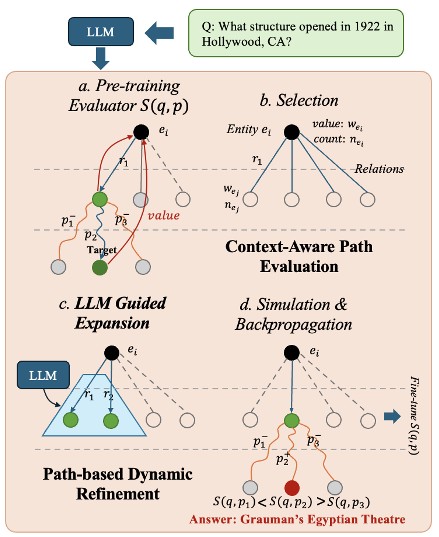 LLM
Q: What structure opened in 1922 in
Hollywood, CA?
a. Pre-training
Evaluator S(q,p)
e_i
r_1
p_1^-
p_2
p_3^-
value
Target
b. Selection
Entity e_i
value: w_{e_i}
count: n_{e_i}
r_1
Relations
w_{e_j}
n_{e_j}
Context-Aware Path
Evaluation
c. LLM Guided
Expansion
e_i
LLM
r_1
r_2
Path-based Dynamic
Refinement
d. Simulation &
Backpropagation
e_i
Fine-tune S(q,p)
p_1^-
p_2^+
p_3^-
S(q,p_1) < S(q,p_2) > S(q,p_3)
Answer: Grauman's Egyptian Theatre